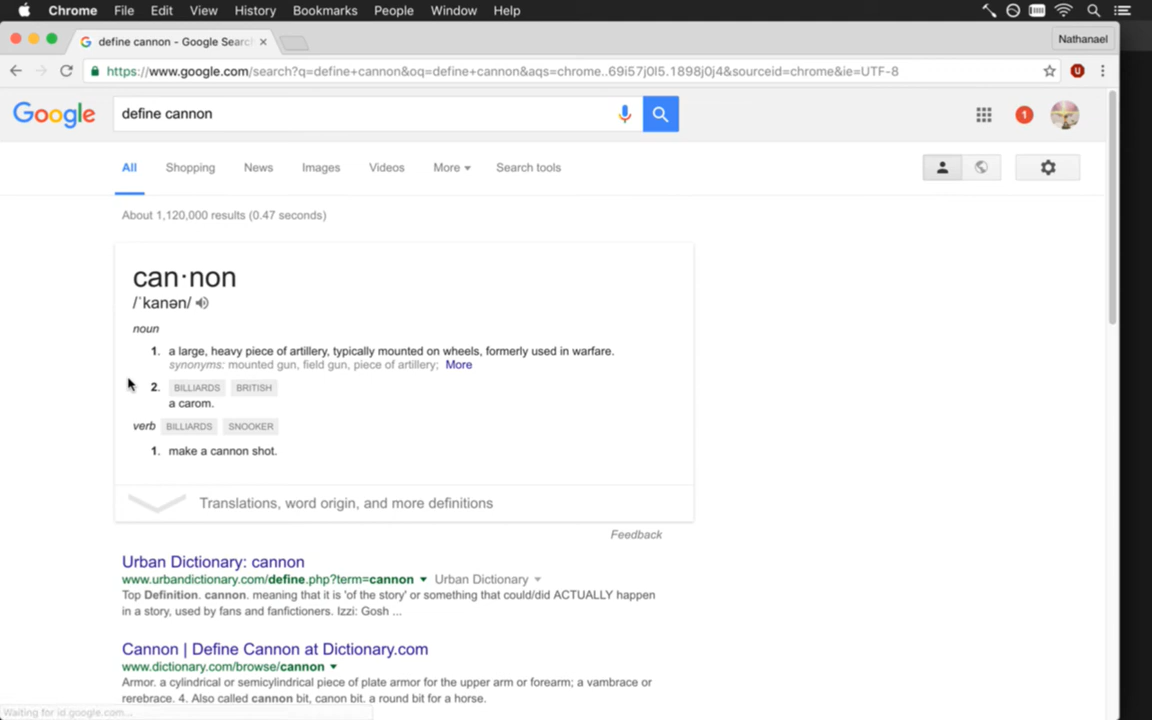 Chrome File Edit View History Bookmarks People Window Help
define cannon - Google Searc
Nathanael
https://www.google.com/search?q=define+cannon&oq=define+cannon&aqs=chrome..69i57j0l5.1898j0j4&sourceid=chrome&ie=UTF-8
Google define cannon 1
All Shopping News Images Videos More Search tools
About 1,120,000 results (0.47 seconds)
can·non
/ˈkanən/
noun
1. a large, heavy piece of artillery, typically mounted on wheels, formerly used in warfare.
synonyms: mounted gun, field gun, piece of artillery; More
2. BILLIARDS BRITISH
a carom.
verb BILLIARDS SNOOKER
1. make a cannon shot.
Translations, word origin, and more definitions
Feedback
Urban Dictionary: cannon
www.urbandictionary.com/define.php?term=cannon Urban Dictionary
Top Definition. cannon. meaning that it is 'of the story' or something that could/did ACTUALLY happen
in a story, used by fans and fanfictioners. Izzi: Gosh ...
Cannon | Define Cannon at Dictionary.com
www.dictionary.com/browse/cannon
Armor. a cylindrical or semicylindrical piece of plate armor for the upper arm or forearm; a vambrace or
rerebrace. 4. Also called cannon bit, canon bit. a round bit for a horse.
Waiting for id.google.com...